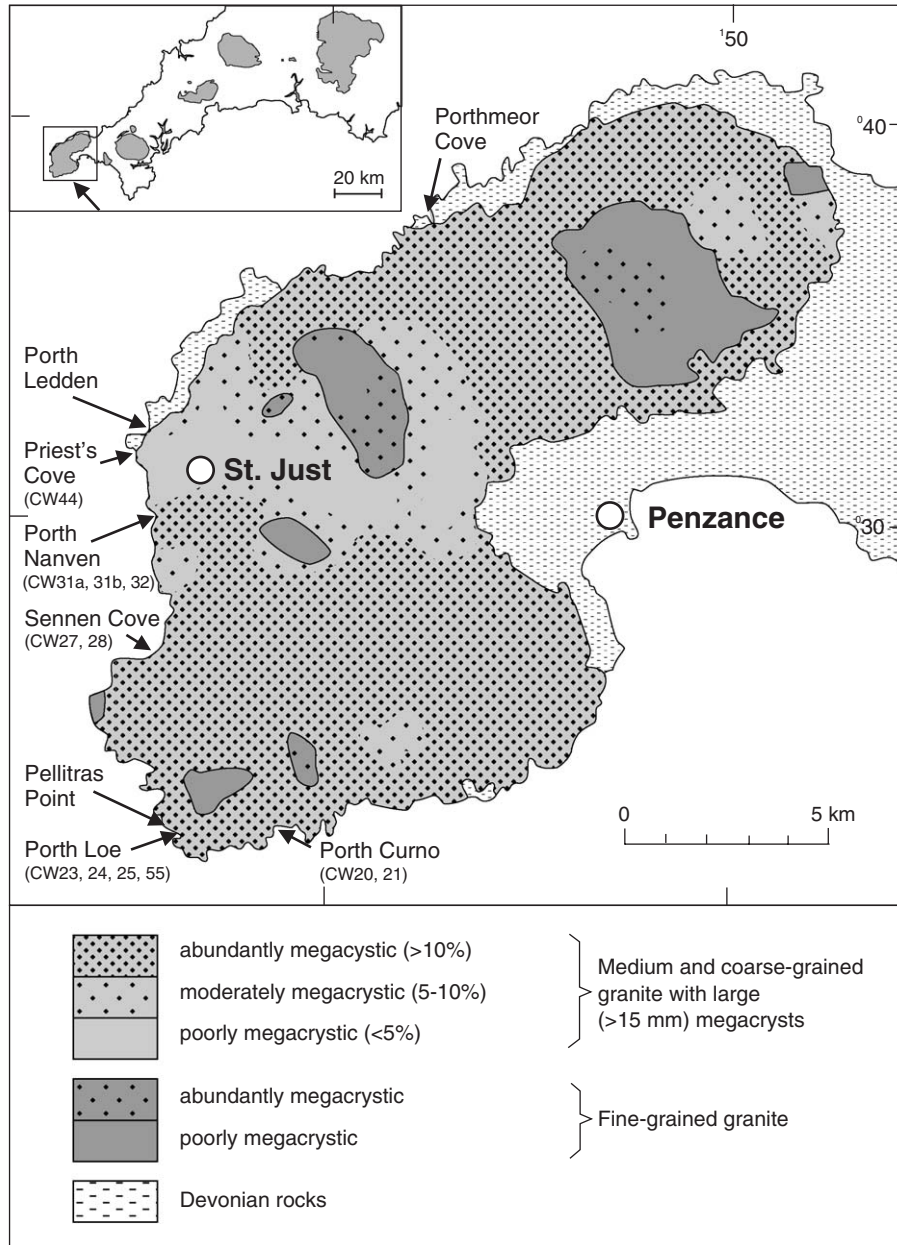 20 km
¹50
⁰40
Porthmeor
Cove
Porth
Ledden
Priest's
Cove
(CW44)
St. Just
Porth
Nanven
(CW31a, 31b, 32)
Penzance
⁰30
Sennen Cove
(CW27, 28)
Pellitras
Point
Porth Loe
(CW23, 24, 25, 55)
Porth Curno
(CW20, 21)
0 5 km
abundantly megacystic (>10%)
moderately megacrystic (5-10%)
poorly megacrystic (<5%)
Medium and coarse-grained
granite with large
(>15 mm) megacrysts
abundantly megacrystic
poorly megacrystic
Fine-grained granite
Devonian rocks